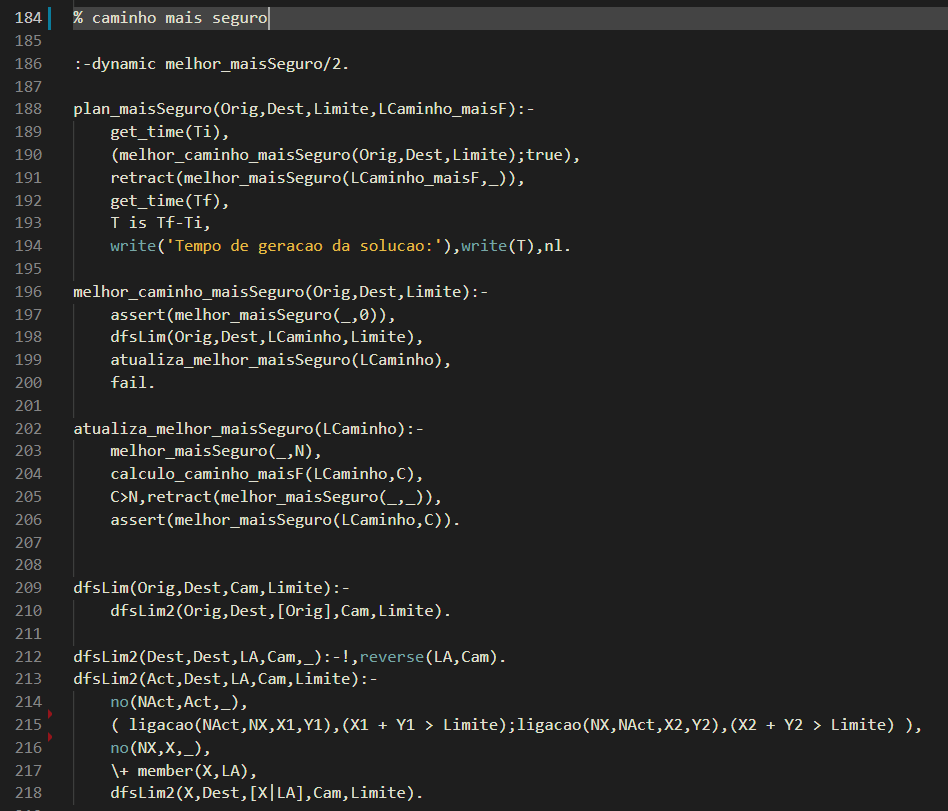 184 % caminho mais seguro
185
186 :-dynamic melhor_maisSeguro/2.
187
188 plan_maisSeguro(Orig,Dest,Limite,LCaminho_maisF):-
189     get_time(Ti),
190     (melhor_caminho_maisSeguro(Orig,Dest,Limite);true),
191     retract(melhor_maisSeguro(LCaminho_maisF,_)),
192     get_time(Tf),
193     T is Tf-Ti,
194     write('Tempo de geracao da solucao:'),write(T),nl.
195
196 melhor_caminho_maisSeguro(Orig,Dest,Limite):-
197     assert(melhor_maisSeguro(_,0)),
198     dfsLim(Orig,Dest,LCaminho,Limite),
199     atualiza_melhor_maisSeguro(LCaminho),
200     fail.
201
202 atualiza_melhor_maisSeguro(LCaminho):-
203     melhor_maisSeguro(_,N),
204     calculo_caminho_maisF(LCaminho,C),
205     C>N,retract(melhor_maisSeguro(_,_)),
206     assert(melhor_maisSeguro(LCaminho,C)).
207
208
209 dfsLim(Orig,Dest,Cam,Limite):-
210     dfsLim2(Orig,Dest,[Orig],Cam,Limite).
211
212 dfsLim2(Dest,Dest,LA,Cam,_):-!,reverse(LA,Cam).
213 dfsLim2(Act,Dest,LA,Cam,Limite):-
214     no(NAct,Act,_),
215     ( ligacao(NAct,NX,X1,Y1),(X1 + Y1 > Limite);ligacao(NX,NAct,X2,Y2),(X2 + Y2 > Limite) ),
216     no(NX,X,_),
217     \+ member(X,LA),
218     dfsLim2(X,Dest,[X|LA],Cam,Limite).